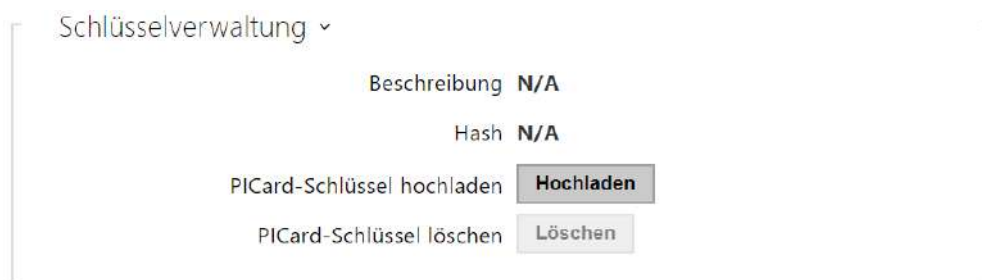 Schlüsselverwaltung
Beschreibung N/A
Hash N/A
PICard-Schlüssel hochladen Hochladen
PICard-Schlüssel löschen Löschen